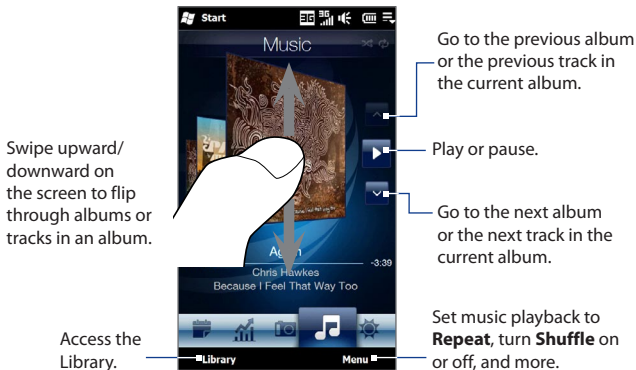 Start
3G 3G
Music
Go to the previous album
or the previous track in
the current album.
Swipe upward/
downward on
the screen to flip
through albums or
tracks in an album.
Play or pause.
Go to the next album
or the next track in the
current album.
-3:39
Chris Hawkes
Because I Feel That Way Too
Access the
Library.
Library
Menu
Set music playback to
Repeat, turn Shuffle on
or off, and more.